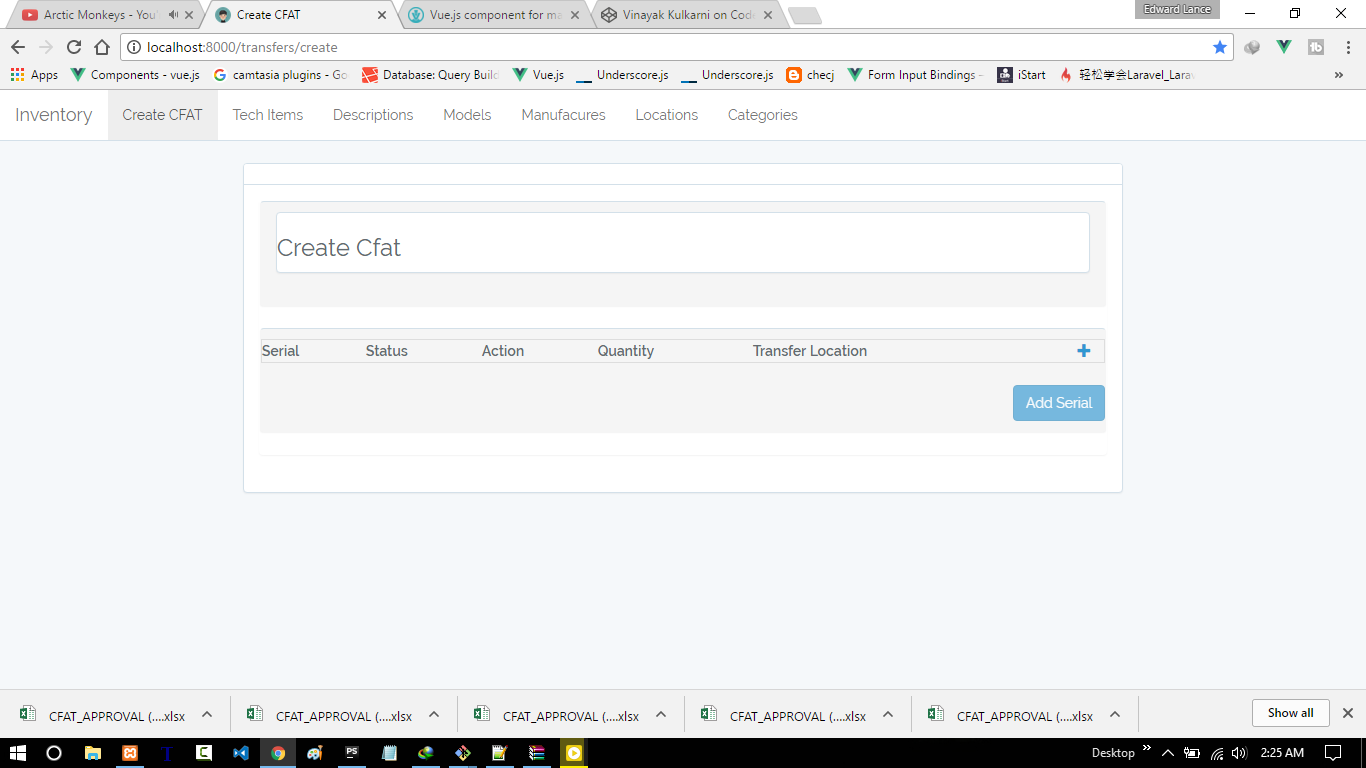 Arctic Monkeys - You
Create CFAT
Vue.js component for ma
Vinayak Kulkarni on Cod
Edward Lance
localhost:8000/transfers/create
Apps
Components - vue.js
camtasia plugins - Go
Database: Query Build
Vue.js
Underscore.js
Underscore.js
checj
Form Input Bindings -
iStart
轻松学会Laravel_Larav
»
Inventory
Create CFAT
Tech Items
Descriptions
Models
Manufacures
Locations
Categories
Create Cfat
Serial Status Action Quantity Transfer Location
Add Serial
CFAT_APPROVAL (....xlsx
CFAT_APPROVAL (....xlsx
CFAT_APPROVAL (....xlsx
CFAT_APPROVAL (....xlsx
CFAT_APPROVAL (....xlsx
Show all
Desktop
2:25 AM